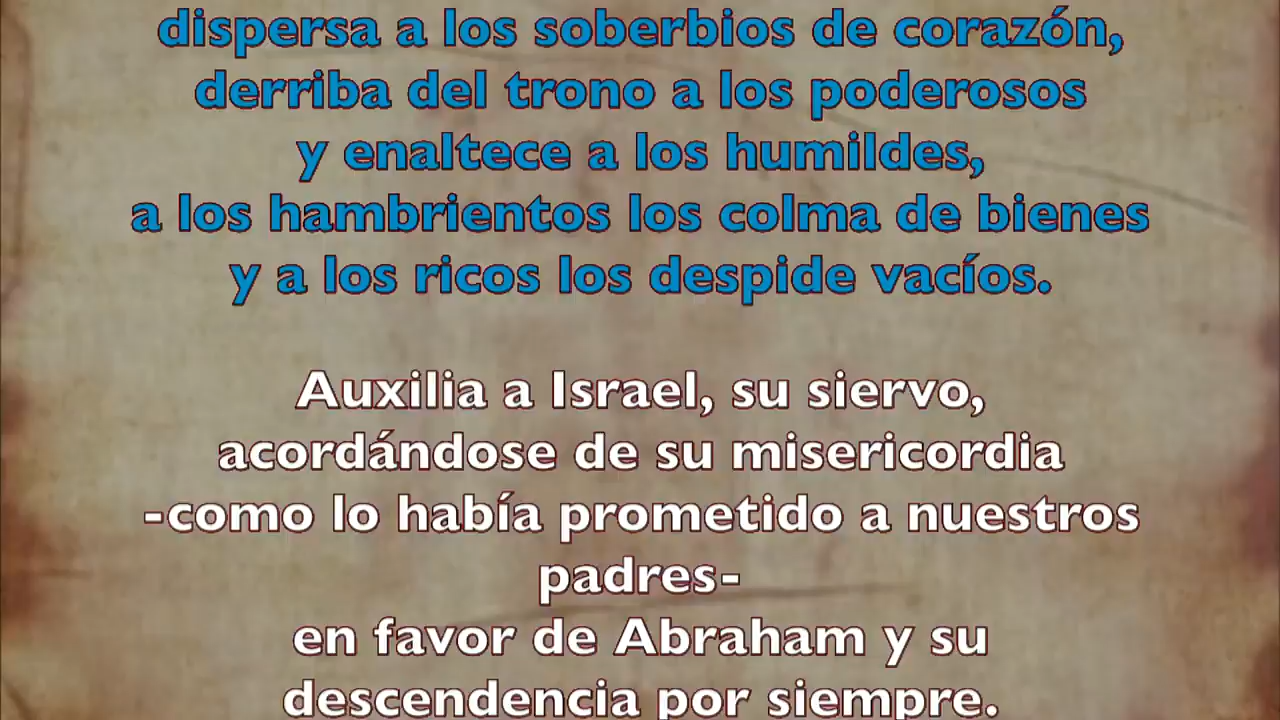 dispersa a los soberbios de corazón,
derriba del trono a los poderosos
y enaltece a los humildes,
a los hambrientos los colma de bienes
y a los ricos los despide vacíos.
Auxilia a Israel, su siervo,
acordándose de su misericordia
-como lo había prometido a nuestros
padres-
en favor de Abraham y su
descendencia por siempre.